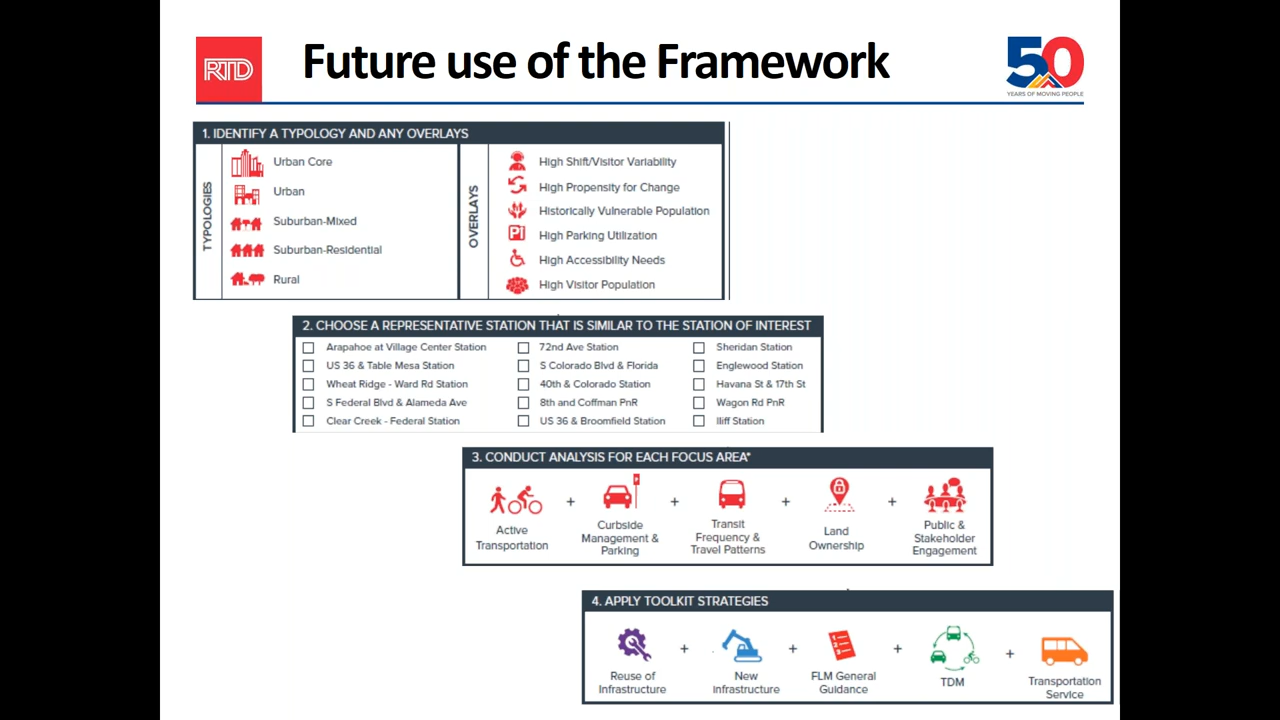 RTD
Future use of the Framework
50
YEARS OF MOVING PEOPLE
1. IDENTIFY A TYPOLOGY AND ANY OVERLAYS
TYPOLOGIES
Urban Core
Urban
Suburban-Mixed
Suburban-Residential
Rural
OVERLAYS
High Shift/Visitor Variability
High Propensity for Change
Historically Vulnerable Population
High Parking Utilization
High Accessibility Needs
High Visitor Population
2. CHOOSE A REPRESENTATIVE STATION THAT IS SIMILAR TO THE STATION OF INTEREST
Arapahoe at Village Center Station
US 36 & Table Mesa Station
Wheat Ridge - Ward Rd Station
S Federal Blvd & Alameda Ave
Clear Creek - Federal Station
72nd Ave Station
S Colorado Blvd & Florida
40th & Colorado Station
8th and Coffman PnR
US 36 & Broomfield Station
Sheridan Station
Englewood Station
Havana St & 17th St
Wagon Rd PnR
Iliff Station
3. CONDUCT ANALYSIS FOR EACH FOCUS AREA*
Active
Transportation
+
Curbside
Management &
Parking
+
Transit
Frequency &
Travel Patterns
+
Land
Ownership
+
Public &
Stakeholder
Engagement
4. APPLY TOOLKIT STRATEGIES
Reuse of
Infrastructure
+
New
Infrastructure
+
FLM General
Guidance
+
TDM
+
Transportation
Service